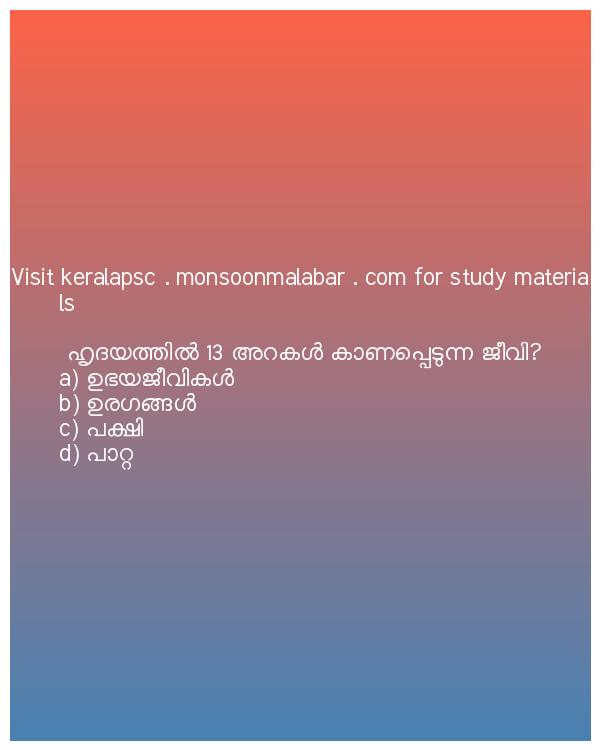 Visit keralapsc . monsoonmalabar . com for study materia
ls
ഹൃദയത്തിൽ 13 അറകൾ കാണപ്പെടുന്ന ജീവി?
a) ഉഭയജീവികൾ
b) ഉരഗങ്ങൾ
c) പക്ഷി
d) പാറ്റ